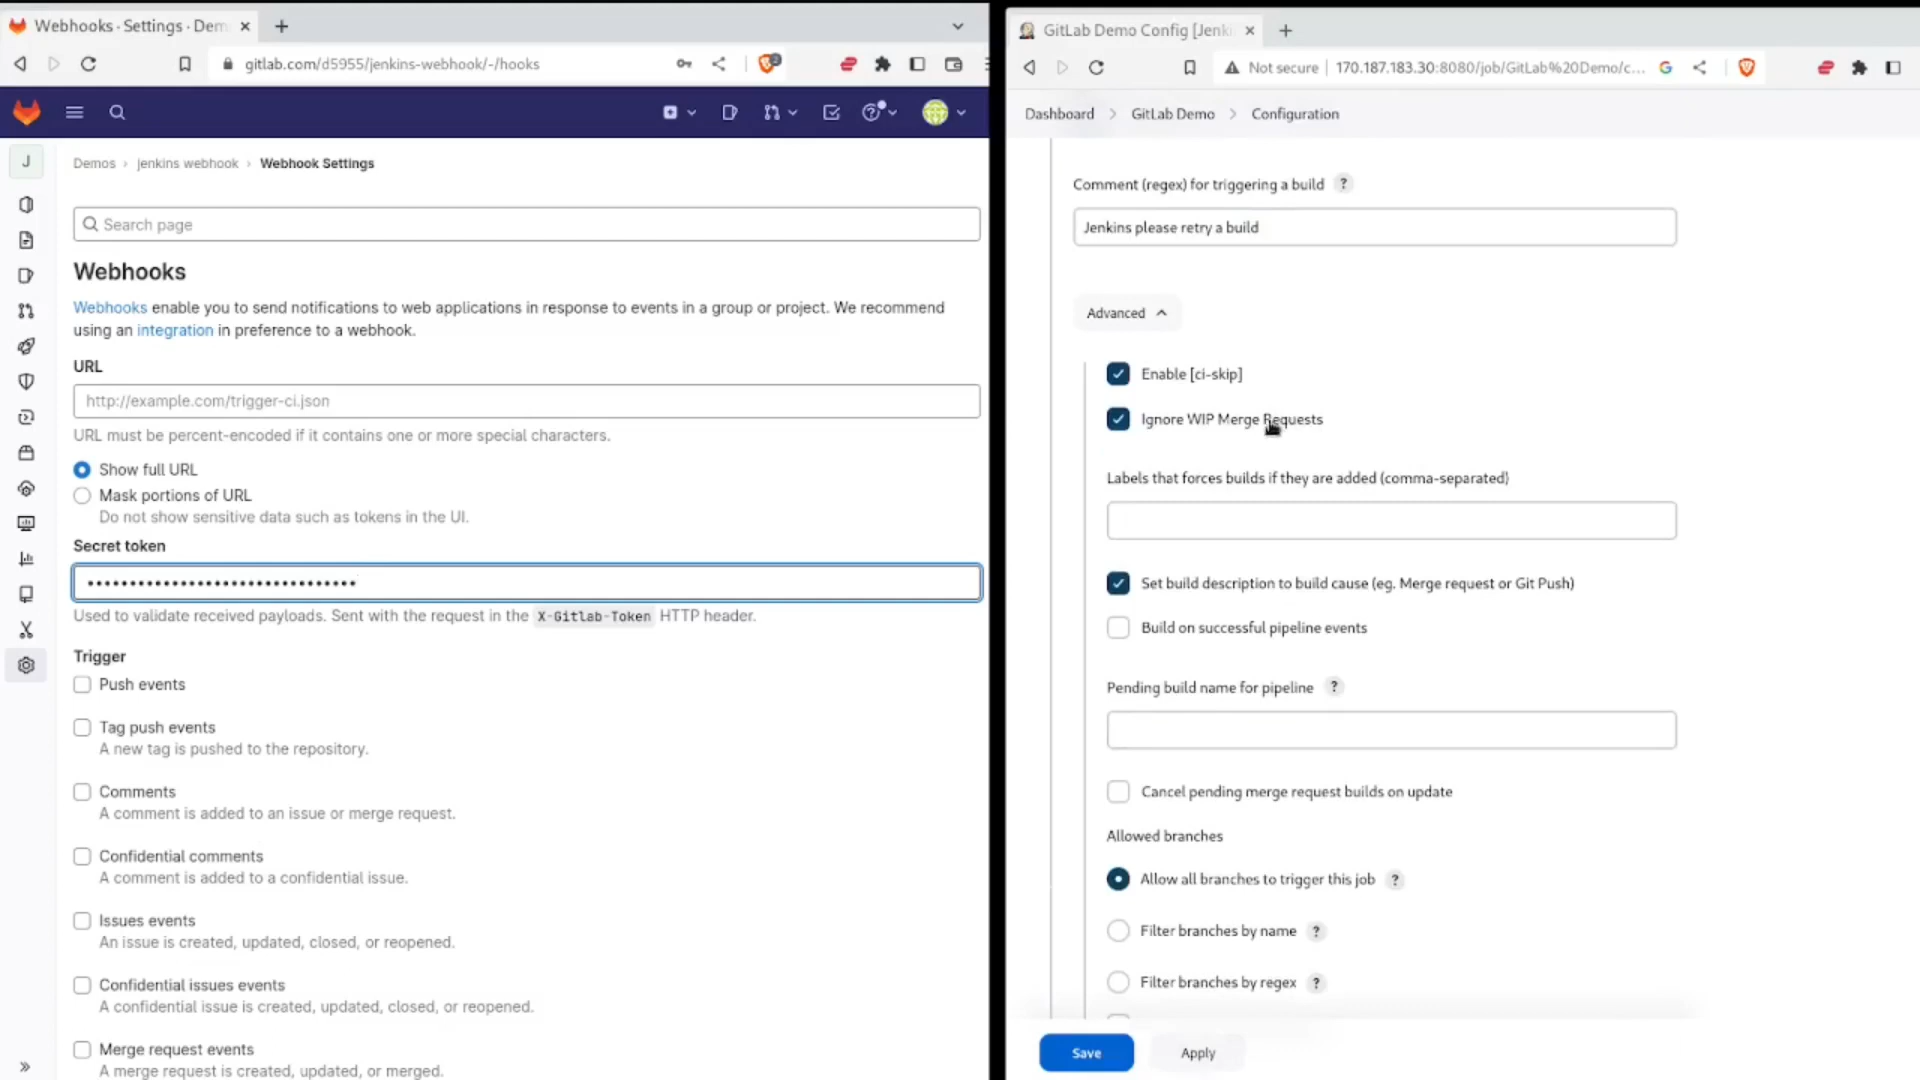 Webhooks · Settings · Dem
gitlab.com/d5955/jenkins-webhook/-/hooks
J
Demos › jenkins webhook › Webhook Settings
Search page
Webhooks
Webhooks enable you to send notifications to web applications in response to events in a group or project. We recommend
using an integration in preference to a webhook.
URL
http://example.com/trigger-ci.json
URL must be percent-encoded if it contains one or more special characters.
Show full URL
Mask portions of URL
Do not show sensitive data such as tokens in the UI.
Secret token
••••••••••••••••••••••••••••••••
Used to validate received payloads. Sent with the request in the X-Gitlab-Token HTTP header.
Trigger
Push events
Tag push events
A new tag is pushed to the repository.
Comments
A comment is added to an issue or merge request.
Confidential comments
A comment is added to a confidential issue.
Issues events
An issue is created, updated, closed, or reopened.
Confidential issues events
A confidential issue is created, updated, closed, or reopened.
Merge request events
A merge request is created, updated, or merged.
GitLab Demo Config [Jenki
Not secure | 170.187.183.30:8080/job/GitLab%20Demo/c...
Dashboard > GitLab Demo > Configuration
Comment (regex) for triggering a build ?
Jenkins please retry a build
Advanced
Enable [ci-skip]
Ignore WIP Merge Requests
Labels that forces builds if they are added (comma-separated)
Set build description to build cause (eg. Merge request or Git Push)
Build on successful pipeline events
Pending build name for pipeline ?
Cancel pending merge request builds on update
Allowed branches
Allow all branches to trigger this job ?
Filter branches by name ?
Filter branches by regex ?
Save
Apply